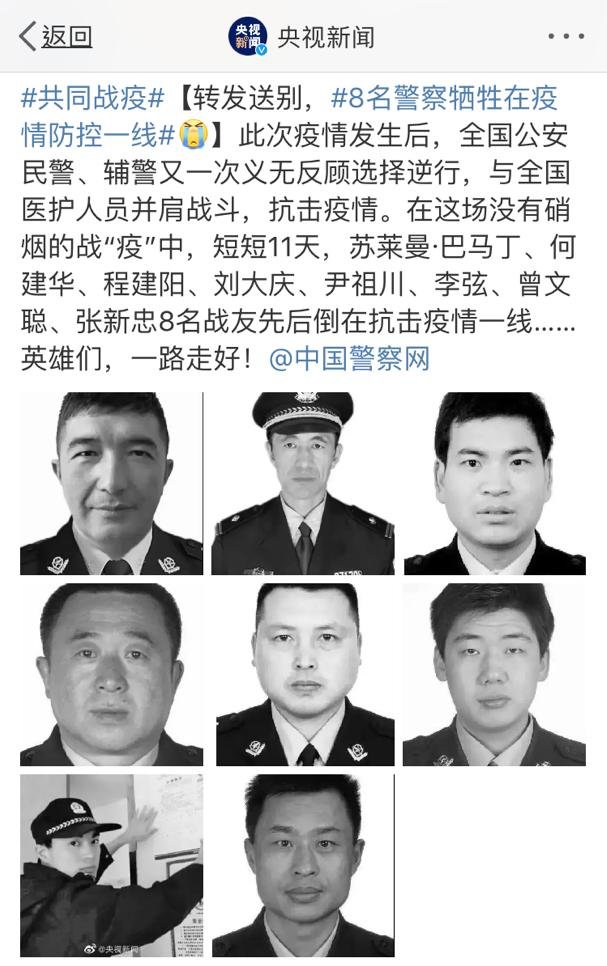 返回
央视新闻
#共同战疫#【转发送别，#8名警察牺牲在疫
情防控一线#😭】此次疫情发生后，全国公安
民警、辅警又一次义无反顾选择逆行，与全国
医护人员并肩战斗，抗击疫情。在这场没有硝
烟的战“疫”中，短短11天，苏莱曼·巴马丁、何
建华、程建阳、刘大庆、尹祖川、李弦、曾文
聪、张新忠8名战友先后倒在抗击疫情一线……
英雄们，一路走好！@中国警察网
@央视新闻